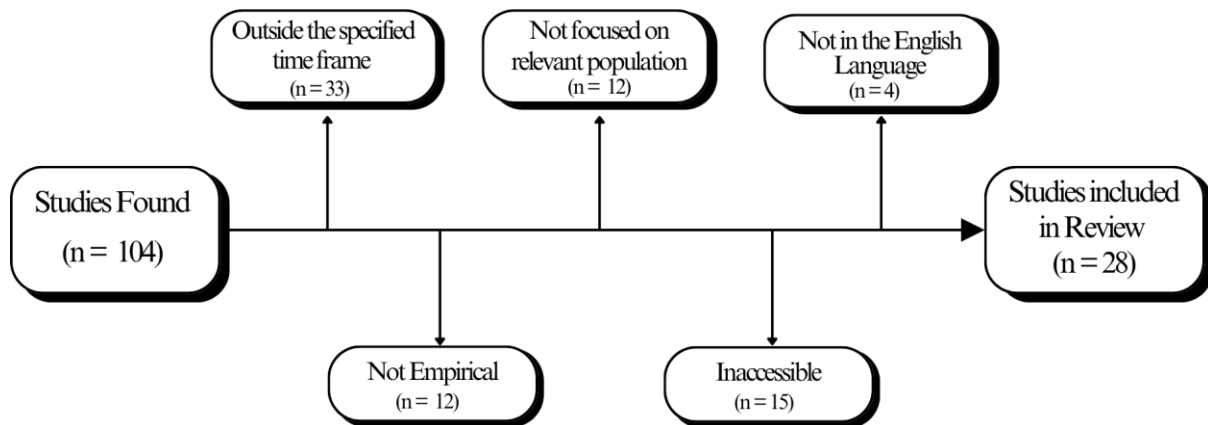 Outside the specified
time frame
(n = 33)
Not focused on
relevant population
(n = 12)
Not in the English
Language
(n = 4)
Studies Found
(n = 104)
Studies included
in Review
(n = 28)
Not Empirical
(n = 12)
Inaccessible
(n = 15)